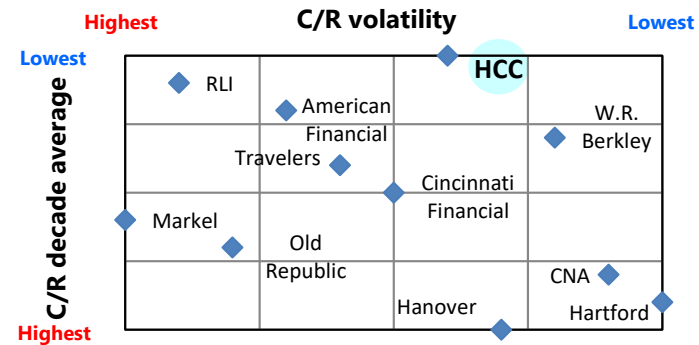 C/R volatility
Highest
Lowest
Lowest
C/R decade average
HCC
RLI
American
Financial
W.R.
Berkley
Travelers
Cincinnati
Financial
Markel
Old
Republic
CNA
Hanover
Hartford
Highest